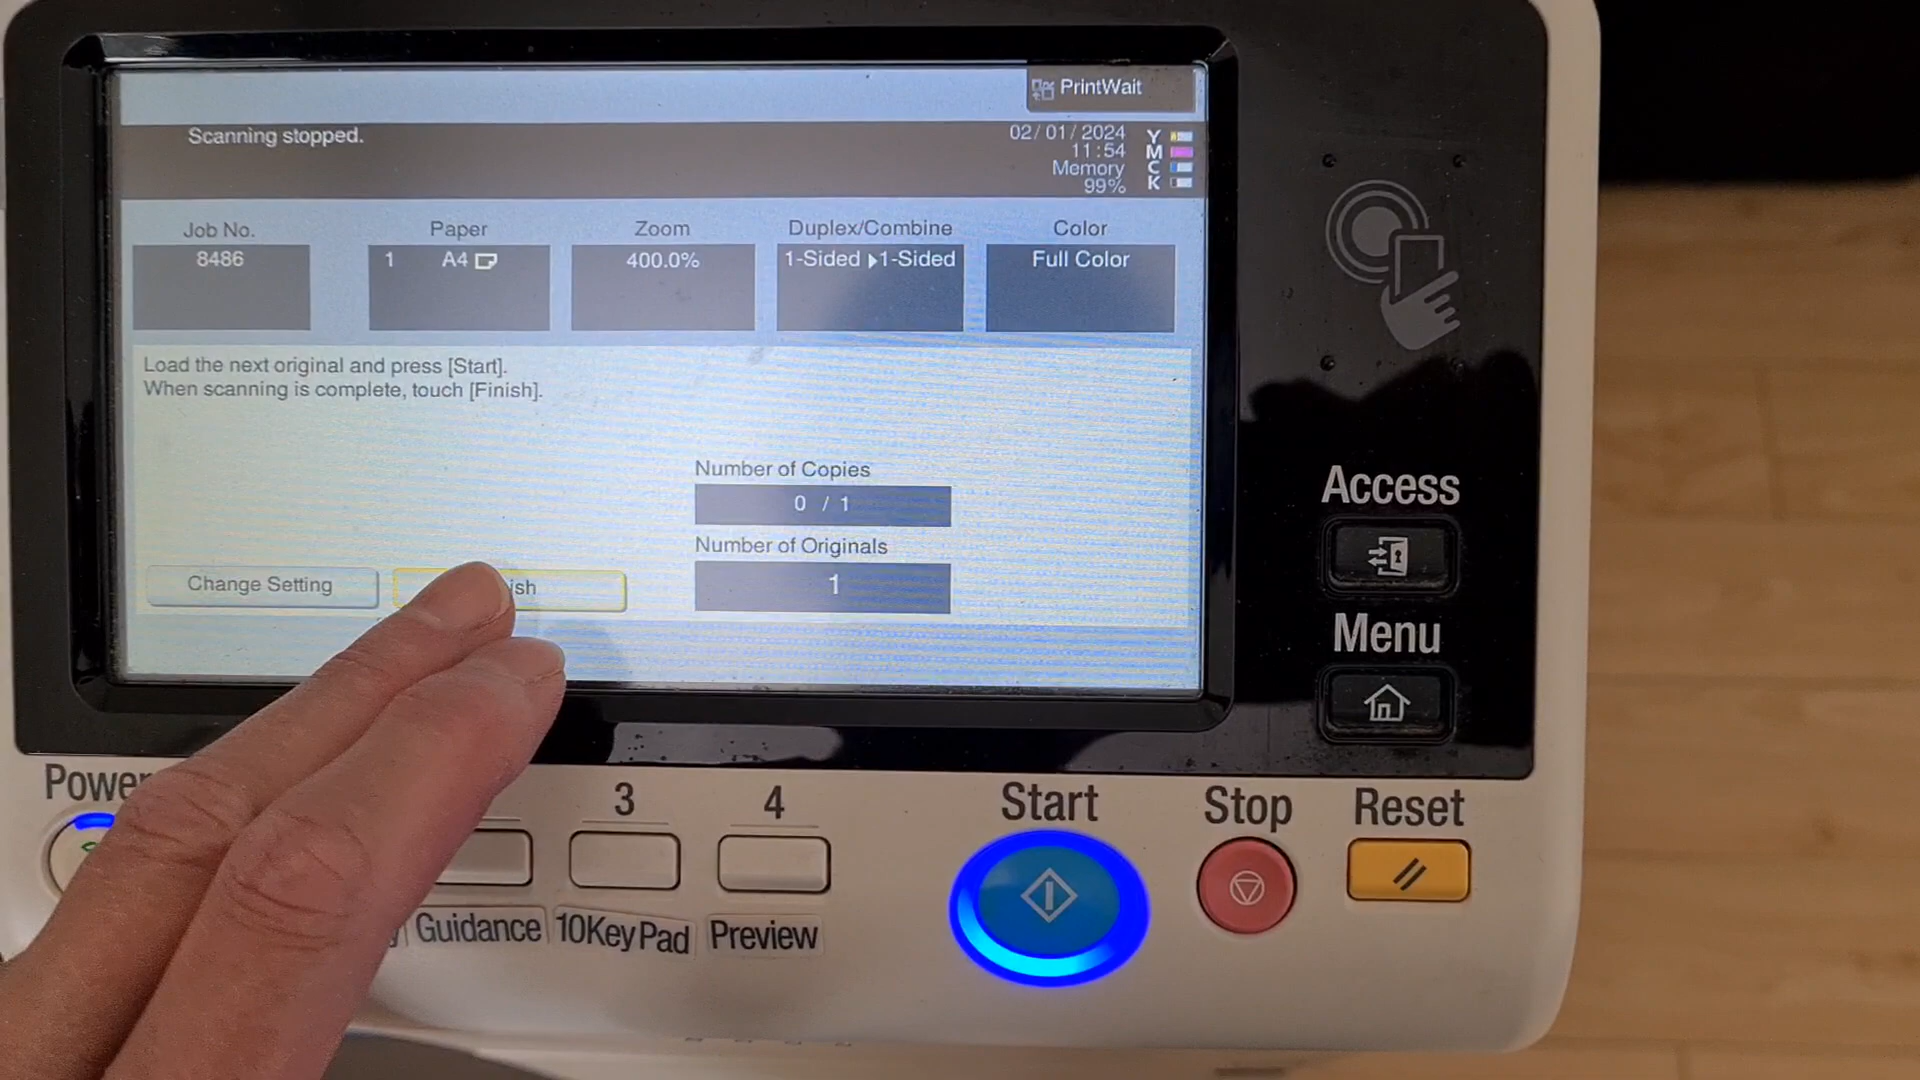 PrintWait
Scanning stopped.
02/01/2024
11:54
Memory
99%
Y
M
C
K
Job No.
8486
Paper
1 A4
Zoom
400.0%
Duplex/Combine
1-Sided ▶1-Sided
Color
Full Color
Load the next original and press [Start].
When scanning is complete, touch [Finish].
Number of Copies
0 / 1
Number of Originals
1
Change Setting
ish
Access
Menu
Power
3
4
Start
Stop
Reset
Guidance
10Key Pad
Preview